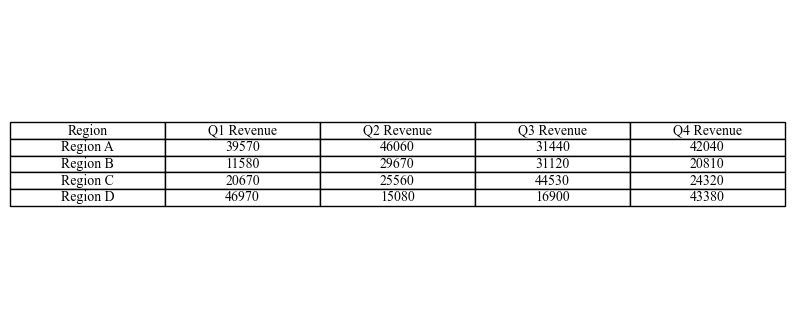 Region Q1 Revenue Q2 Revenue Q3 Revenue Q4 Revenue
Region A 39570 46060 31440 42040
Region B 11580 29670 31120 20810
Region C 20670 25560 44530 24320
Region D 46970 15080 16900 43380